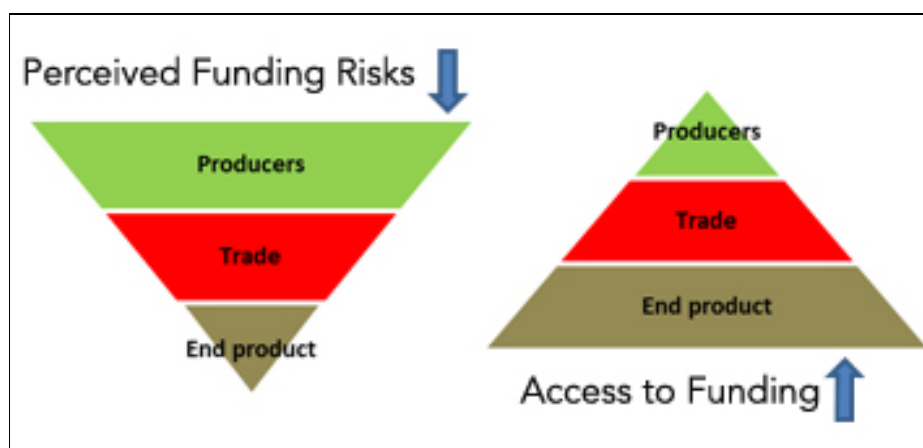 Perceived Funding Risks
Producers
Trade
End product
Producers
Trade
End product
Access to Funding